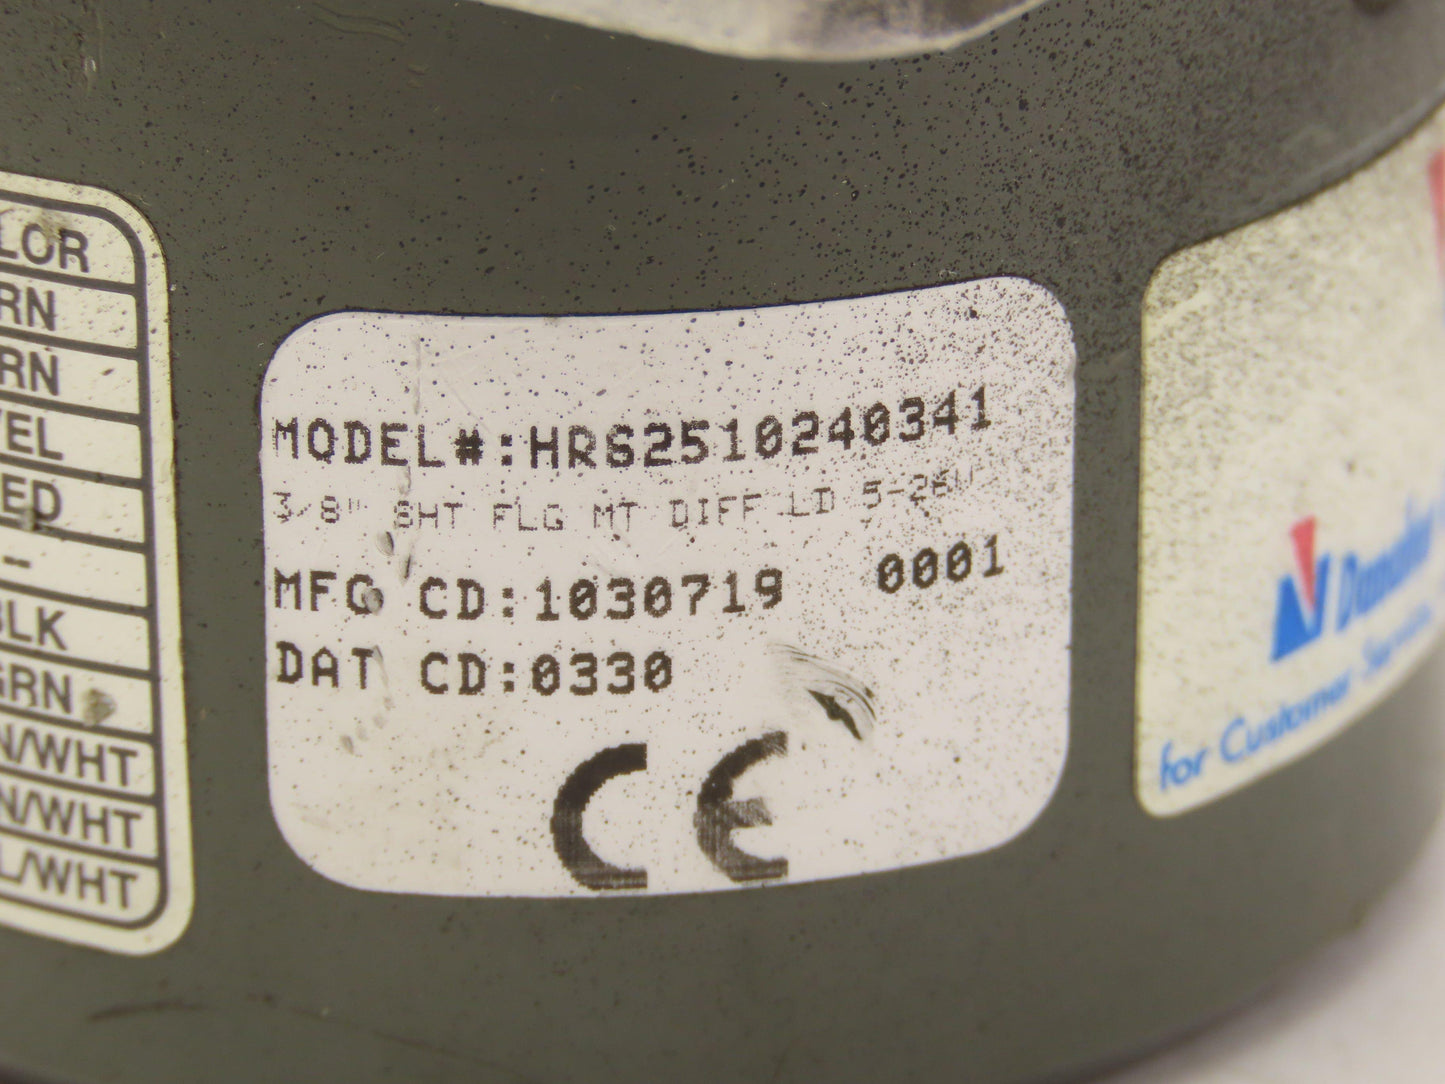 LOR
RN
RN
EL
ED
-
BLK
GRN
N/WHT
N/WHT
L/WHT
MODEL#:HRS2510240341
3/8" SHT FLG MT DIFF LD 5-26V
MFG CD:1030719 0001
DAT CD:0330
CE
for Customer